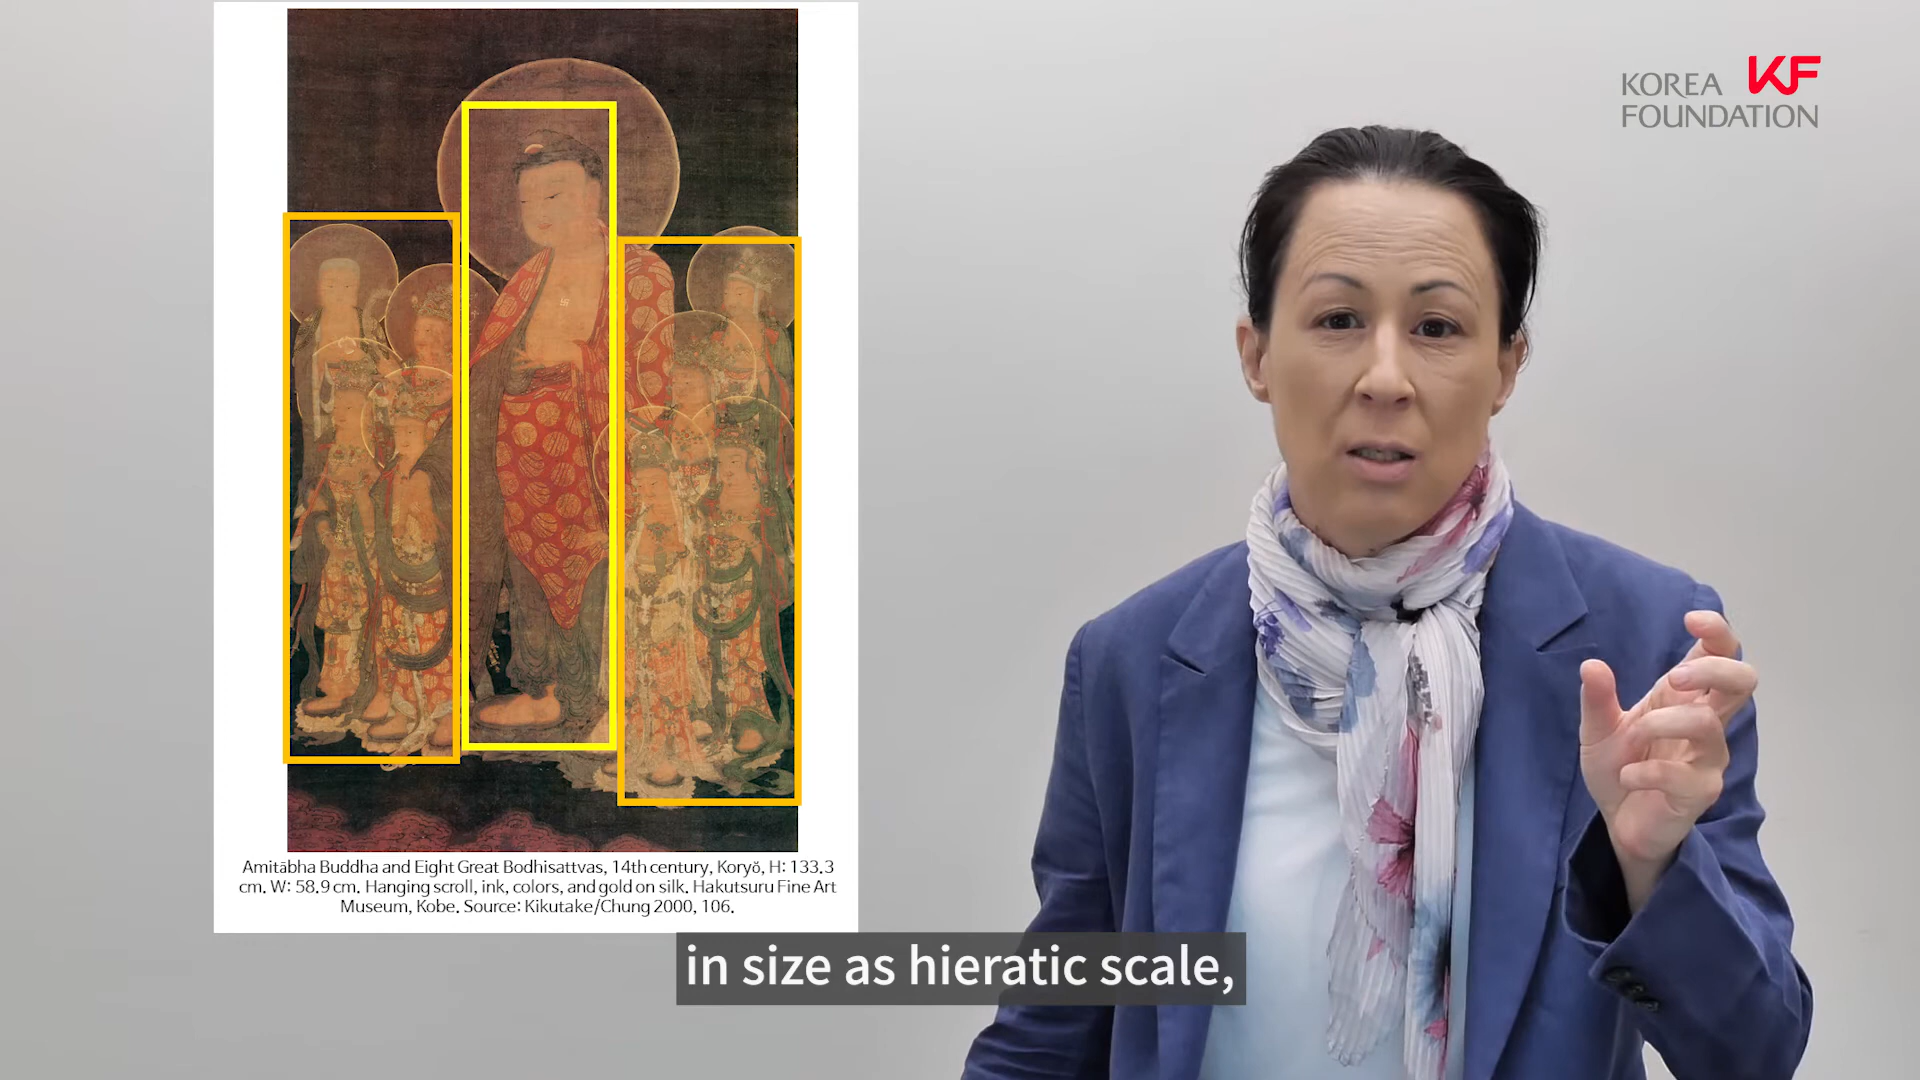 KOREA KF
FOUNDATION
Amitābha Buddha and Eight Great Bodhisattvas, 14th century, Koryŏ, H: 133.3
cm. W: 58.9 cm. Hanging scroll, ink, colors, and gold on silk. Hakutsuru Fine Art
Museum, Kobe. Source: Kikutake/Chung 2000, 106.
in size as hieratic scale,